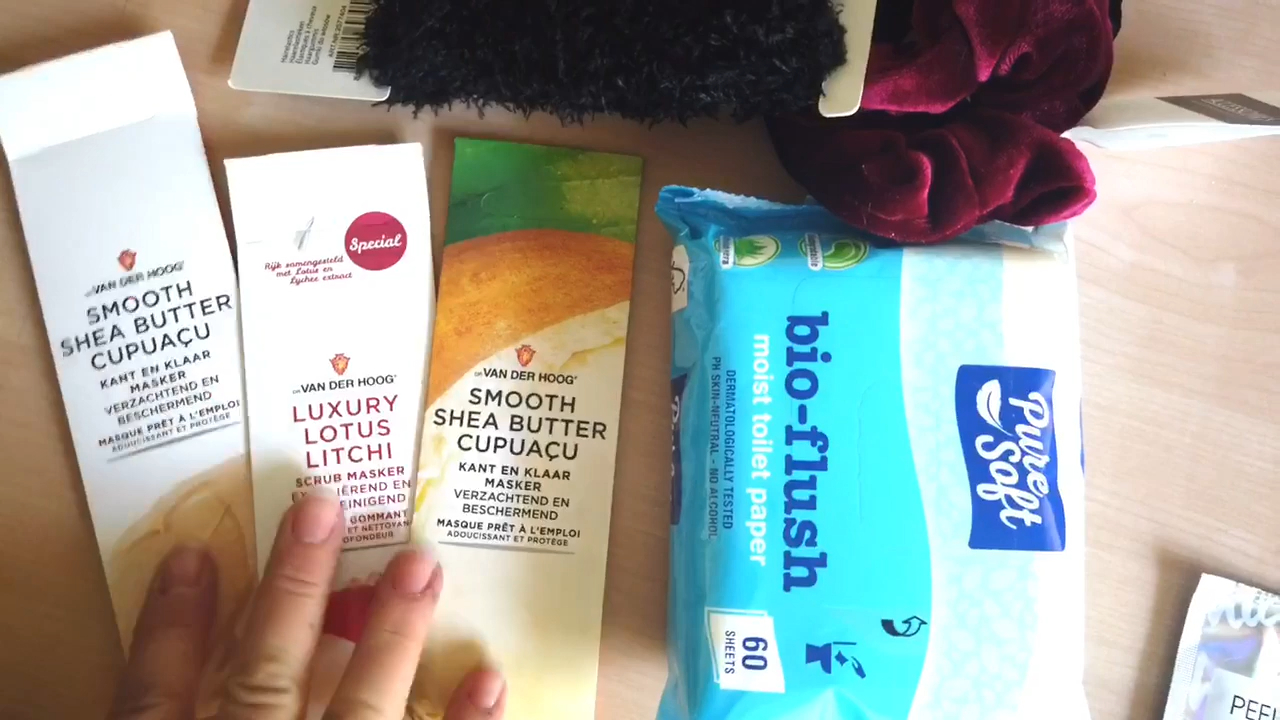 Haarelastieken
DR. VAN DER HOOG®
SMOOTH
SHEA BUTTER
CUPUAÇU
KANT EN KLAAR
MASKER
VERZACHTEND EN
BESCHERMEND
MASQUE PRÊT À L'EMPLOI
ADOUCISSANT ET PROTÈGE
Special
Rijk samengesteld
met Lotus en
Lychee extract
DR. VAN DER HOOG®
LUXURY
LOTUS
LITCHI
SCRUB MASKER
GOMMANT
DR. VAN DER HOOG®
SMOOTH
SHEA BUTTER
CUPUAÇU
KANT EN KLAAR
MASKER
VERZACHTEND EN
BESCHERMEND
MASQUE PRÊT À L'EMPLOI
ADOUCISSANT ET PROTÈGE
Pure
Soft
bio-flush
moist toilet paper
DERMATOLOGICALLY TESTED
PH SKIN-NEUTRAL - NO ALCOHOL
60
SHEETS